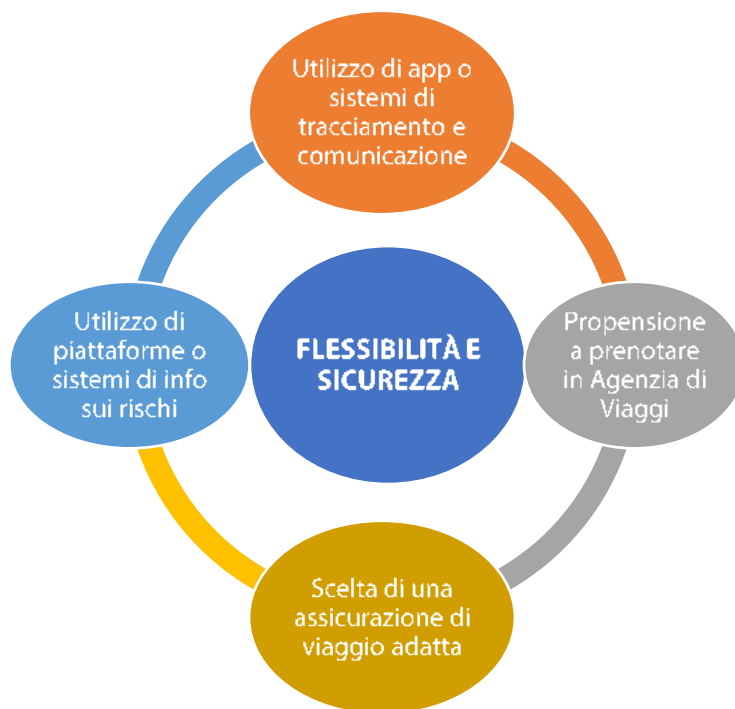 Utilizzo di app o
sistemi di
tracciamento e
comunicazione
Utilizzo di
piattaforme o
sistemi di info
sui rischi
FLESSIBILITÀ E
SICUREZZA
Propensione
a prenotare
in Agenzia di
Viaggi
Scelta di una
assicurazione di
viaggio adatta